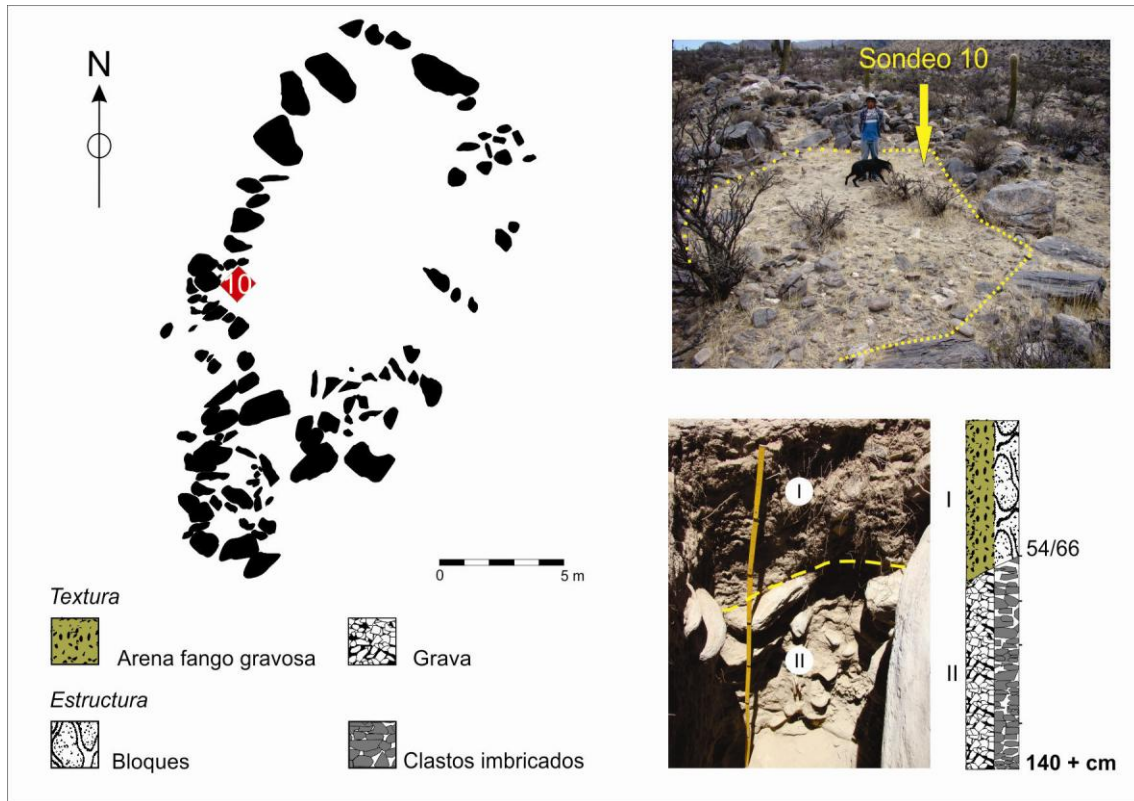 N
10
0 5 m
Textura
Arena fango gravosa
Grava
Estructura
Bloques
Clastos imbricados
Sondeo 10
I
II
I
54/66
II
140 + cm